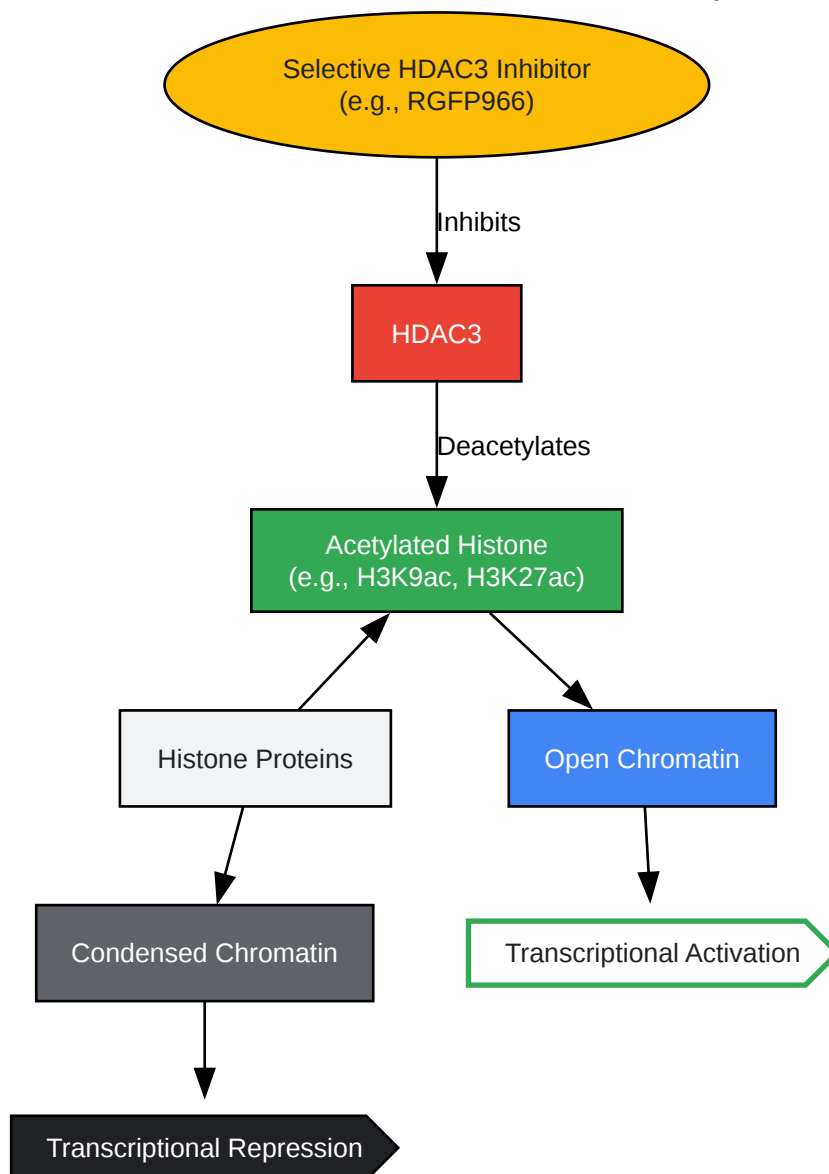 Selective HDAC3 Inhibitor
(e.g., RGFP966)
Inhibits
HDAC3
Deacetylates
Acetylated Histone
(e.g., H3K9ac, H3K27ac)
Histone Proteins
Open Chromatin
Condensed Chromatin
Transcriptional Activation
Transcriptional Repression